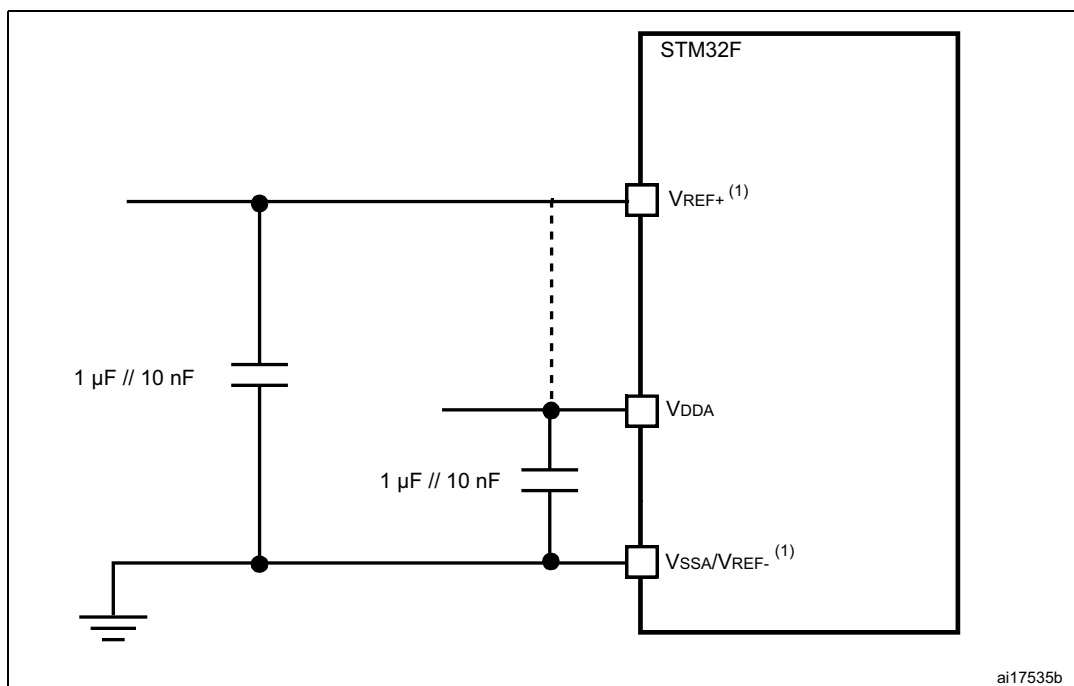 STM32F
VREF+ (1)
1 µF // 10 nF
VDDA
1 µF // 10 nF
VSSA/VREF- (1)
ai17535b